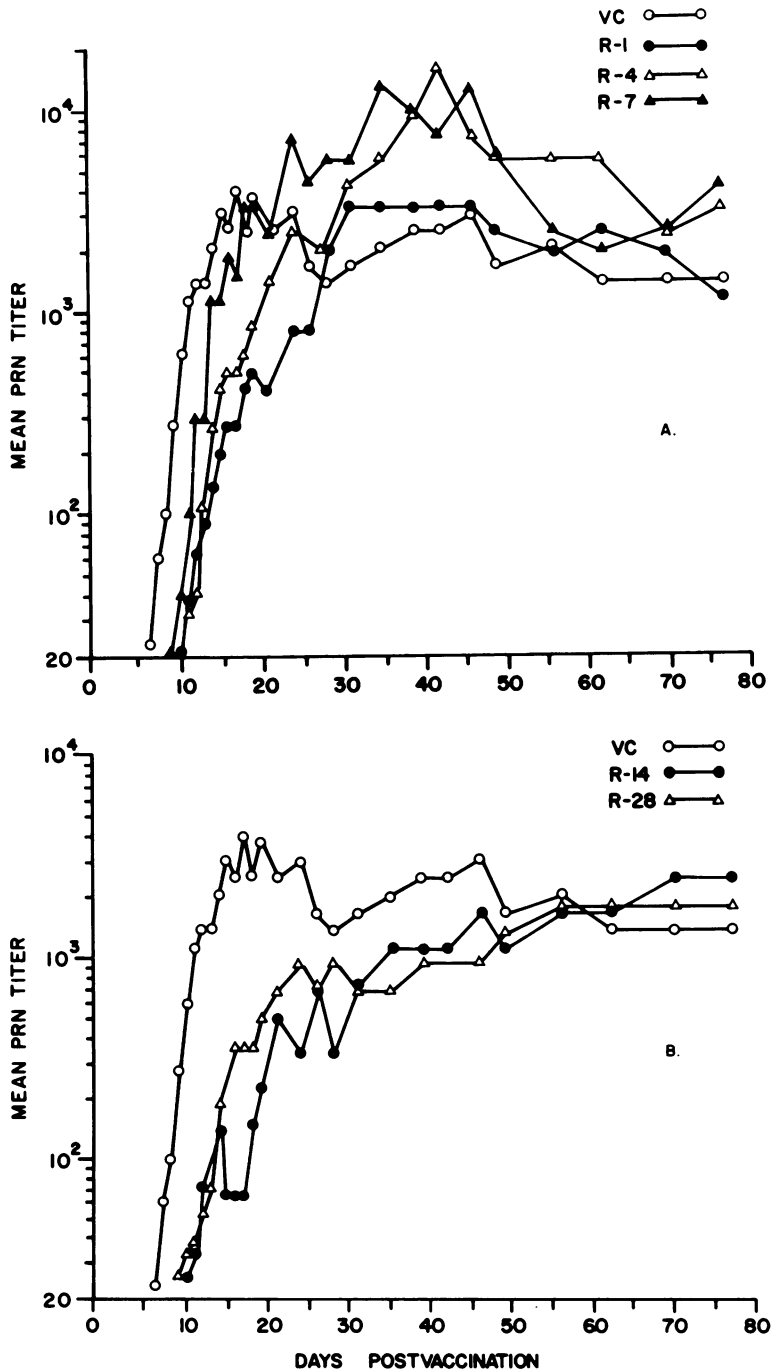 VC
R-1
R-4
R-7
10^4
10^3
10^2
20
MEAN PRN TITER
A.
0 10 20 30 40 50 60 70 80
VC
R-14
R-28
10^4
10^3
10^2
20
MEAN PRN TITER
B.
0 10 20 30 40 50 60 70 80
DAYS POSTVACCINATION